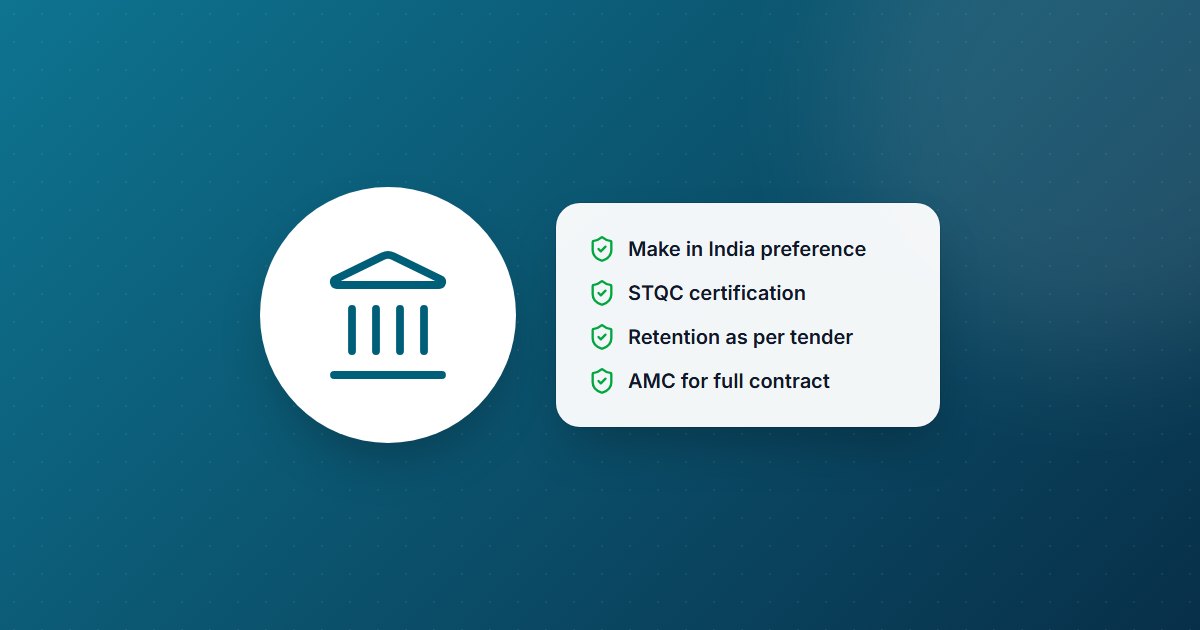 Make in India preference
STQC certification
Retention as per tender
AMC for full contract